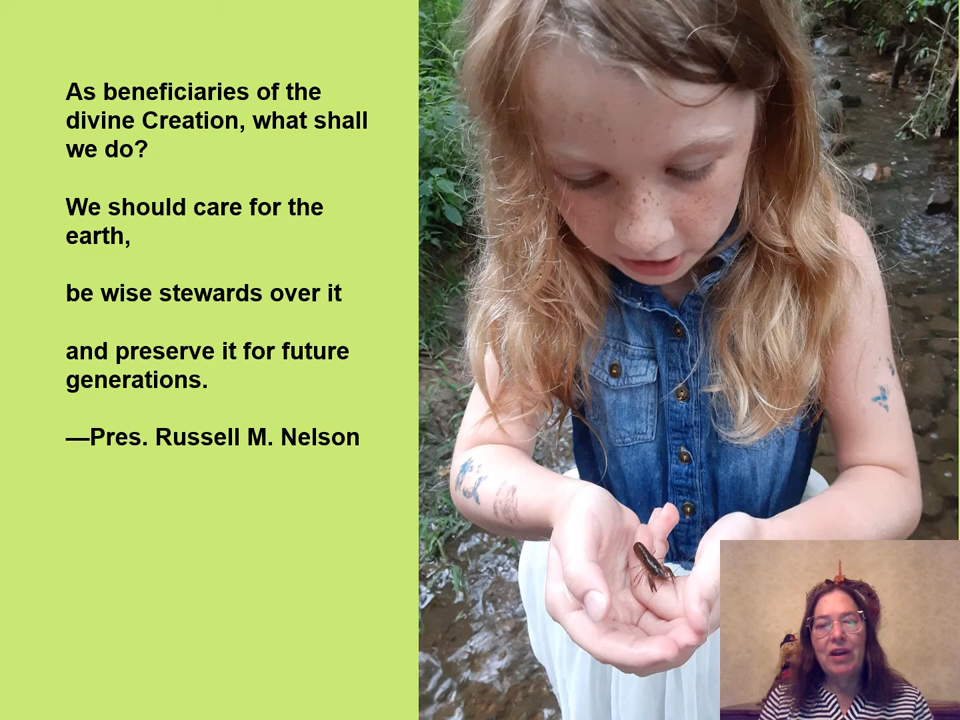 As beneficiaries of the
divine Creation, what shall
we do?
We should care for the
earth,
be wise stewards over it
and preserve it for future
generations.
—Pres. Russell M. Nelson